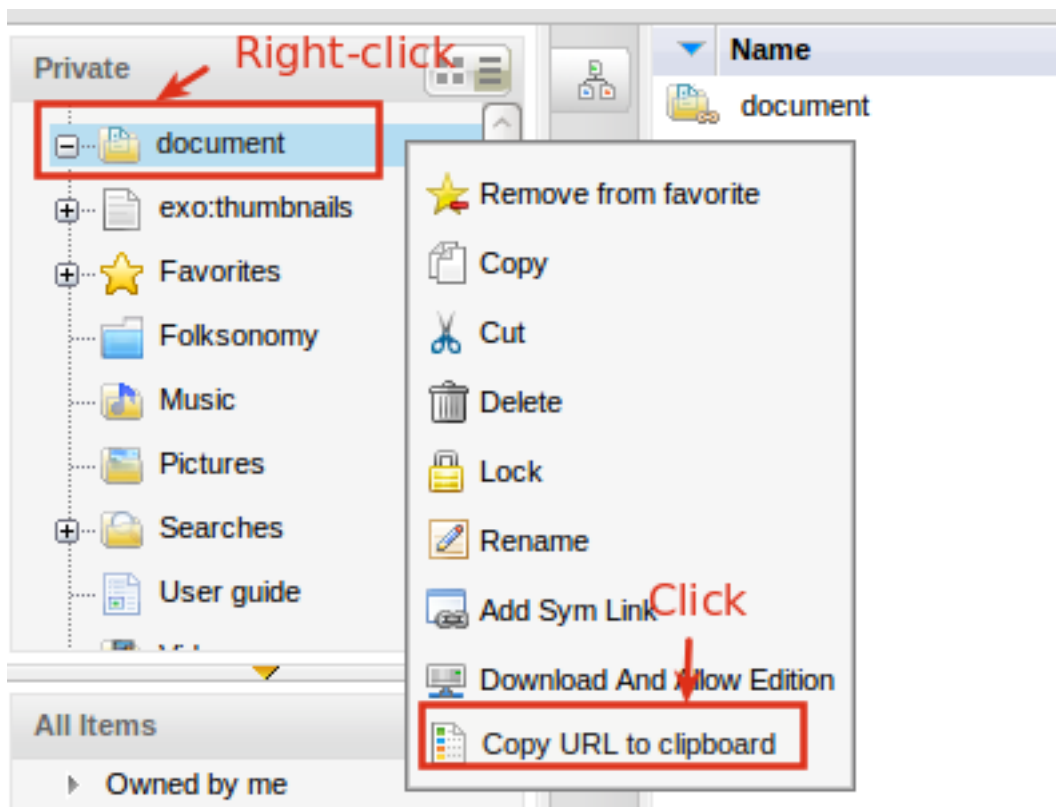 Right-click
Private
Name
document
document
exo:thumbnails
Favorites
Folksonomy
Music
Pictures
Searches
User guide
Remove from favorite
Copy
Cut
Delete
Lock
Rename
Add Sym Link
Click
Download And Allow Edition
Copy URL to clipboard
All Items
Owned by me